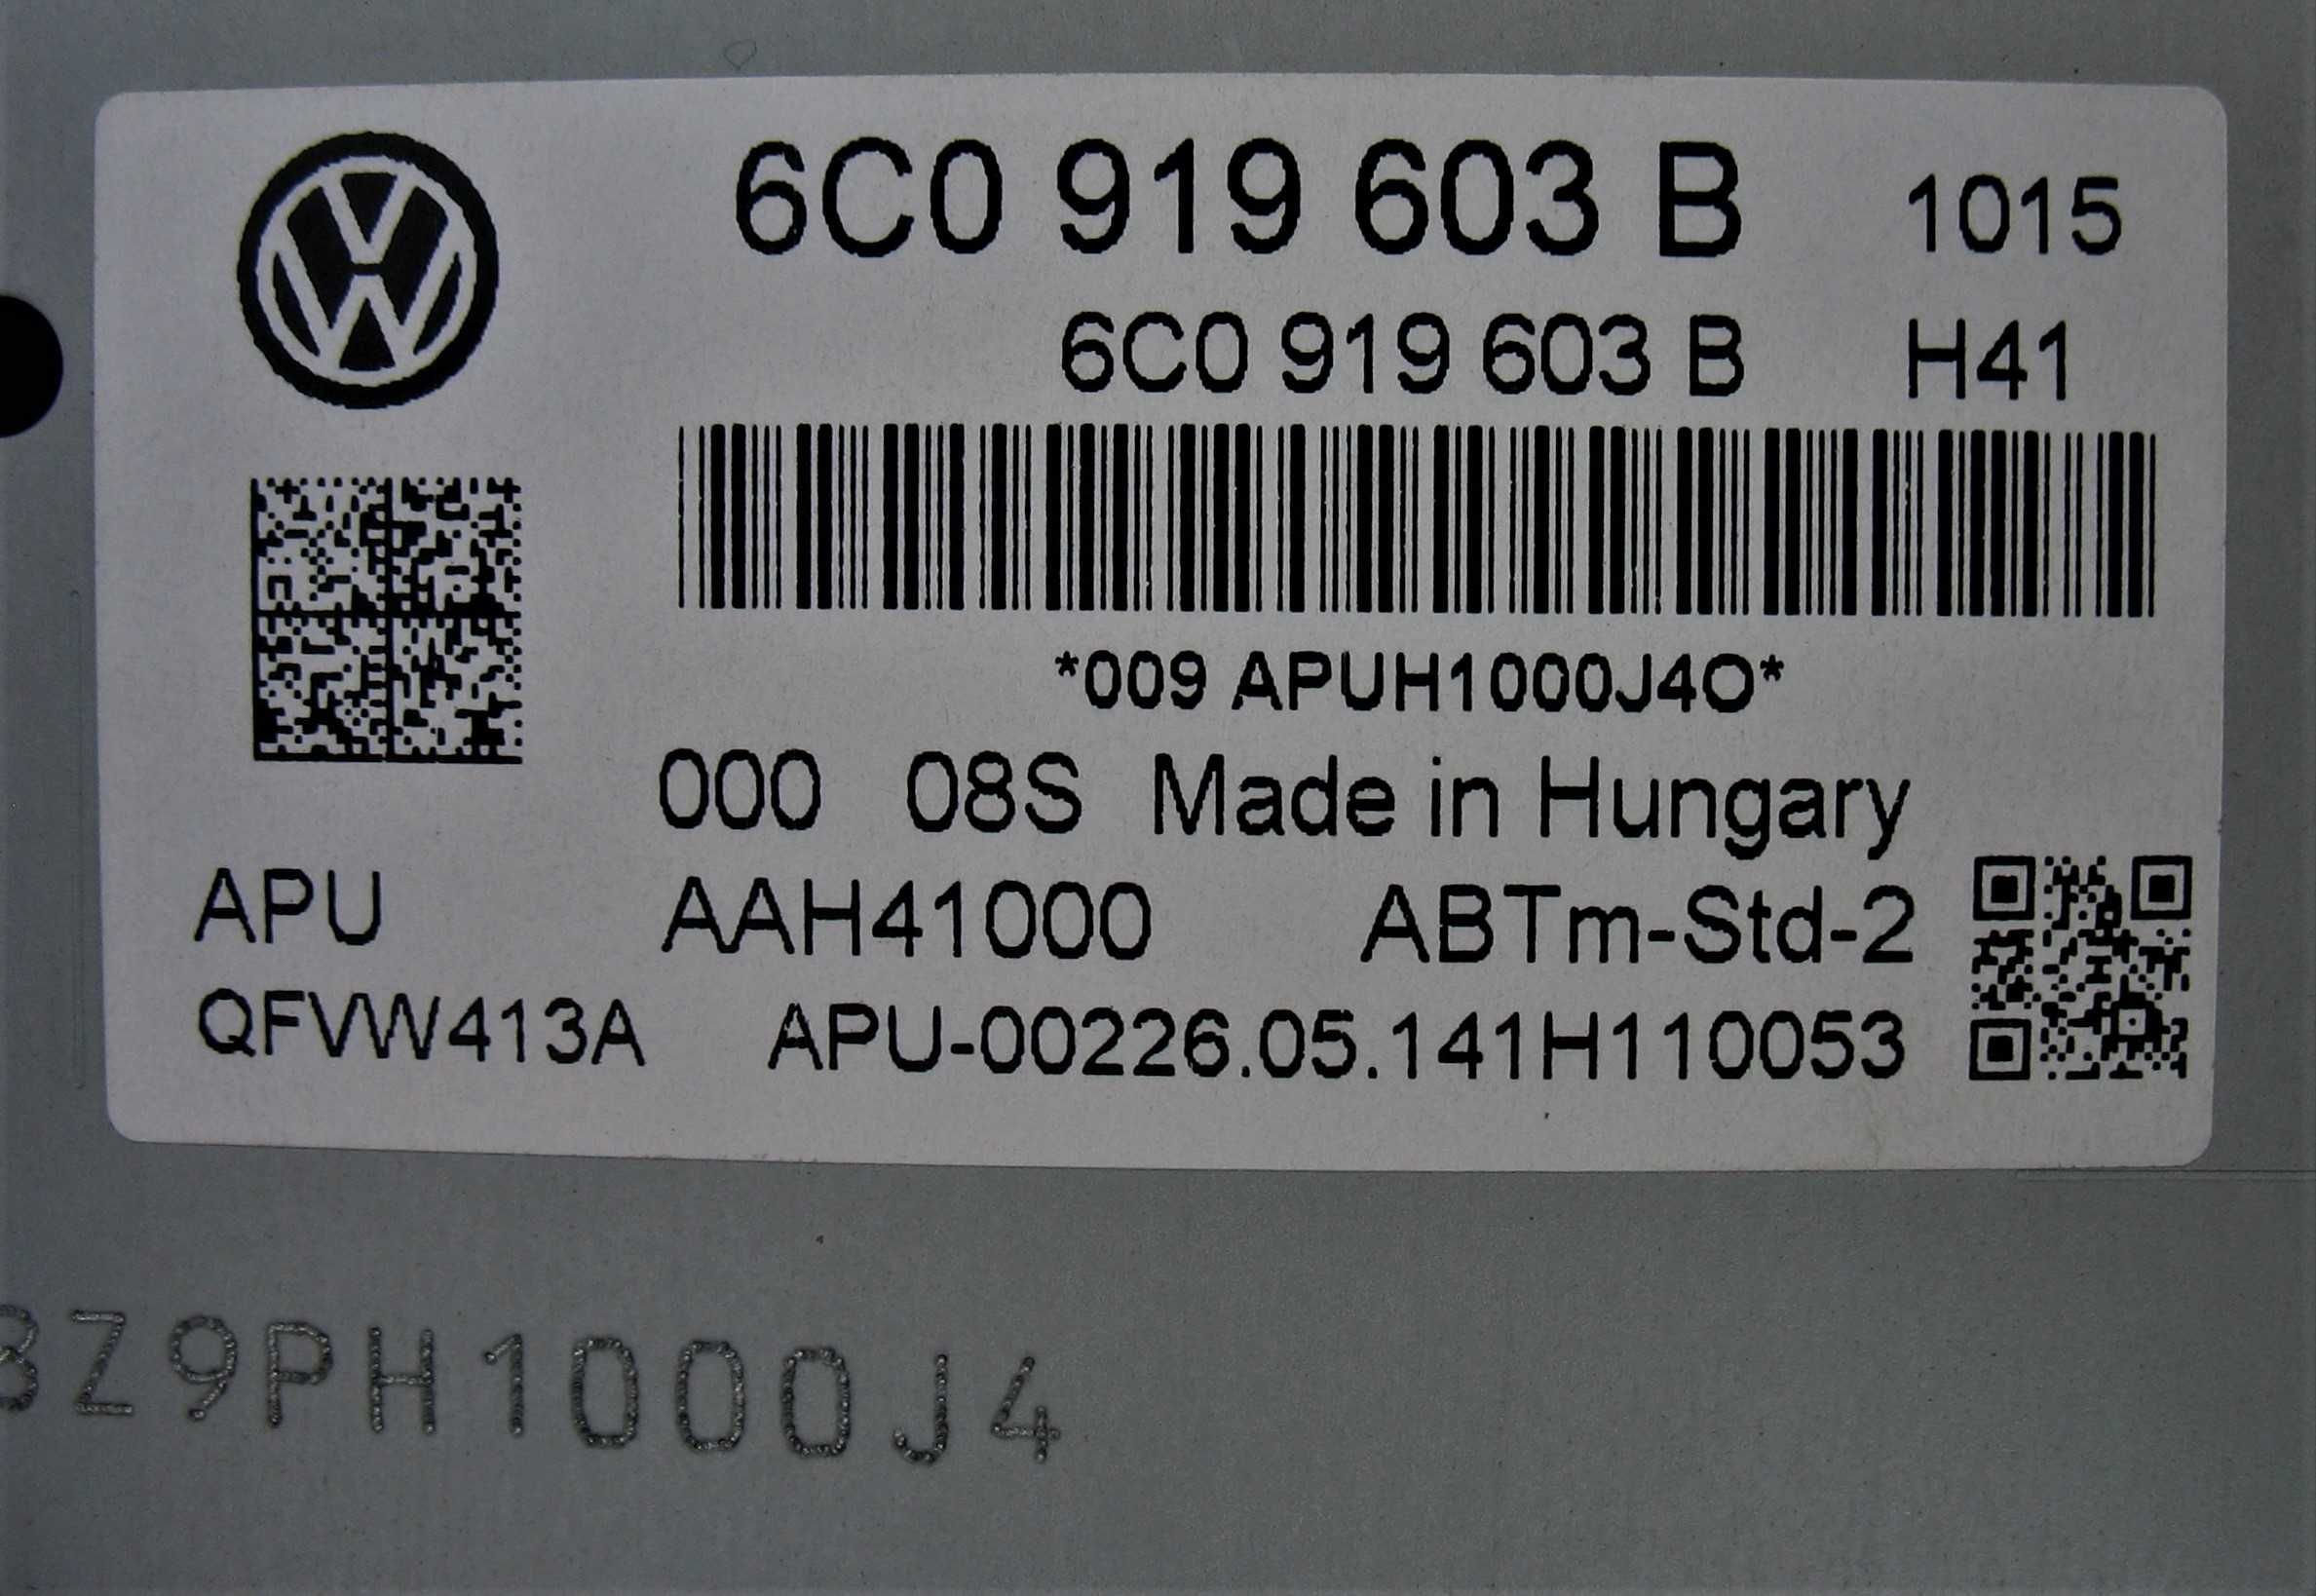 6C0 919 603 B 1015
6C0 919 603 B H41
*009 APUH1000J4O*
000 08S Made in Hungary
APU AAH41000 ABTm-Std-2
QFVW413A APU-00226.05.141H110053
8Z9PH1000J4